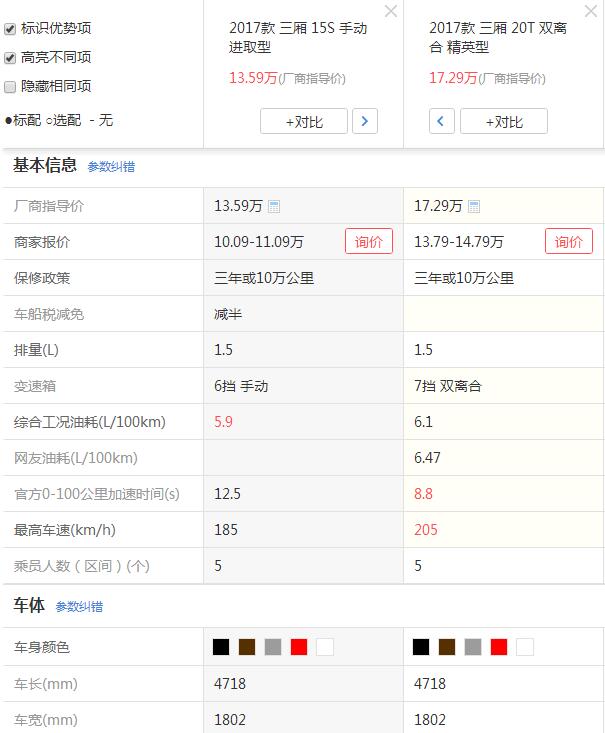 标识优势项
高亮不同项
隐藏相同项
●标配 ○选配 - 无
2017款 三厢 15S 手动
进取型
13.59万(厂商指导价)
+对比
2017款 三厢 20T 双离
合 精英型
17.29万(厂商指导价)
+对比
基本信息 参数纠错
厂商指导价 13.59万 17.29万
商家报价 10.09-11.09万 询价 13.79-14.79万 询价
保修政策 三年或10万公里 三年或10万公里
车船税减免 减半
排量(L) 1.5 1.5
变速箱 6挡 手动 7挡 双离合
综合工况油耗(L/100km) 5.9 6.1
网友油耗(L/100km) 6.47
官方0-100公里加速时间(s) 12.5 8.8
最高车速(km/h) 185 205
乘员人数（区间）(个) 5 5
车体 参数纠错
车身颜色
车长(mm) 4718 4718
车宽(mm) 1802 1802